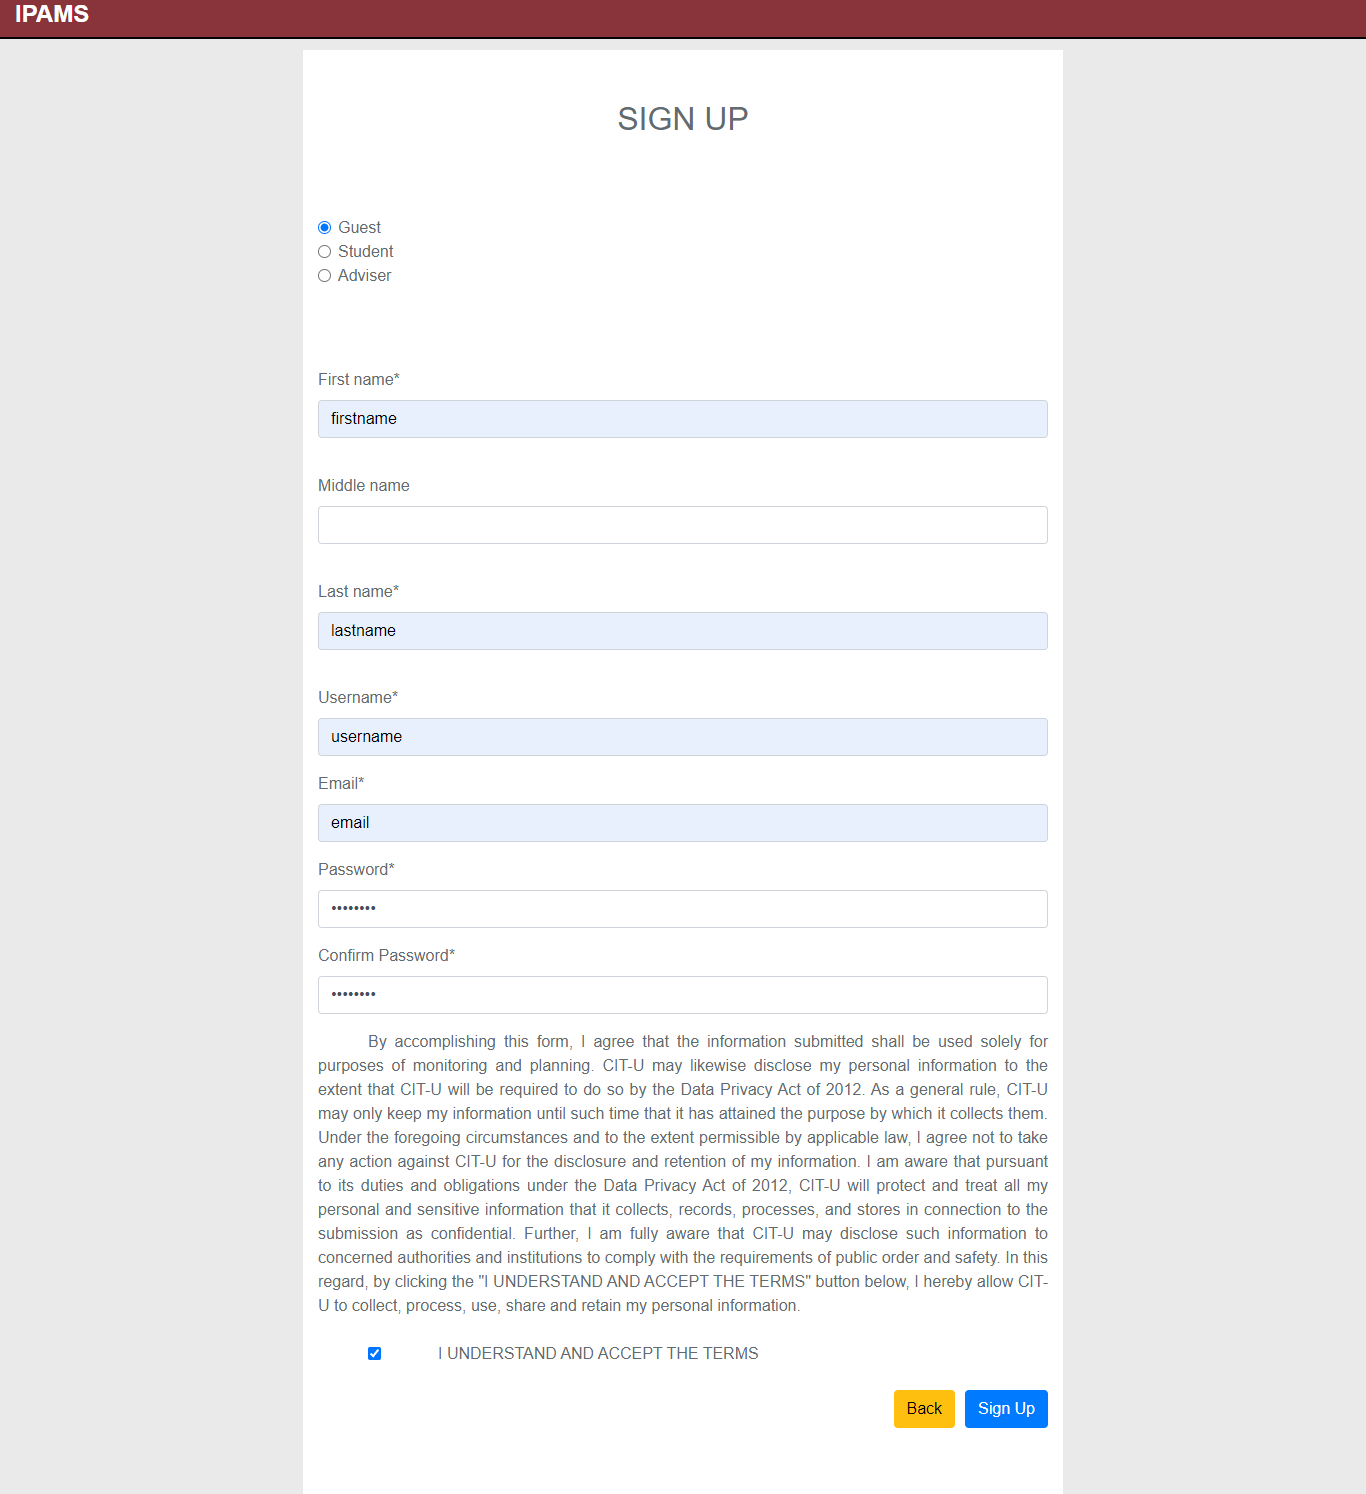 IPAMS
SIGN UP
Guest
Student
Adviser
First name*
firstname
Middle name
Last name*
lastname
Username*
username
Email*
email
Password*
••••••••
Confirm Password*
••••••••
By accomplishing this form, I agree that the information submitted shall be used solely for
purposes of monitoring and planning. CIT-U may likewise disclose my personal information to the
extent that CIT-U will be required to do so by the Data Privacy Act of 2012. As a general rule, CIT-U
may only keep my information until such time that it has attained the purpose by which it collects them.
Under the foregoing circumstances and to the extent permissible by applicable law, I agree not to take
any action against CIT-U for the disclosure and retention of my information. I am aware that pursuant
to its duties and obligations under the Data Privacy Act of 2012, CIT-U will protect and treat all my
personal and sensitive information that it collects, records, processes, and stores in connection to the
submission as confidential. Further, I am fully aware that CIT-U may disclose such information to
concerned authorities and institutions to comply with the requirements of public order and safety. In this
regard, by clicking the "I UNDERSTAND AND ACCEPT THE TERMS" button below, I hereby allow CIT-
U to collect, process, use, share and retain my personal information.
I UNDERSTAND AND ACCEPT THE TERMS
Back Sign Up